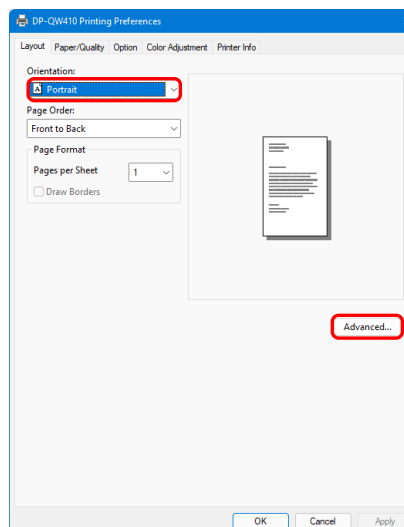 DP-QW410 Printing Preferences
Layout Paper/Quality Option Color Adjustment Printer Info
Orientation:
Portrait
Page Order:
Front to Back
Page Format
Pages per Sheet 1
Draw Borders
Advanced...
OK Cancel Apply